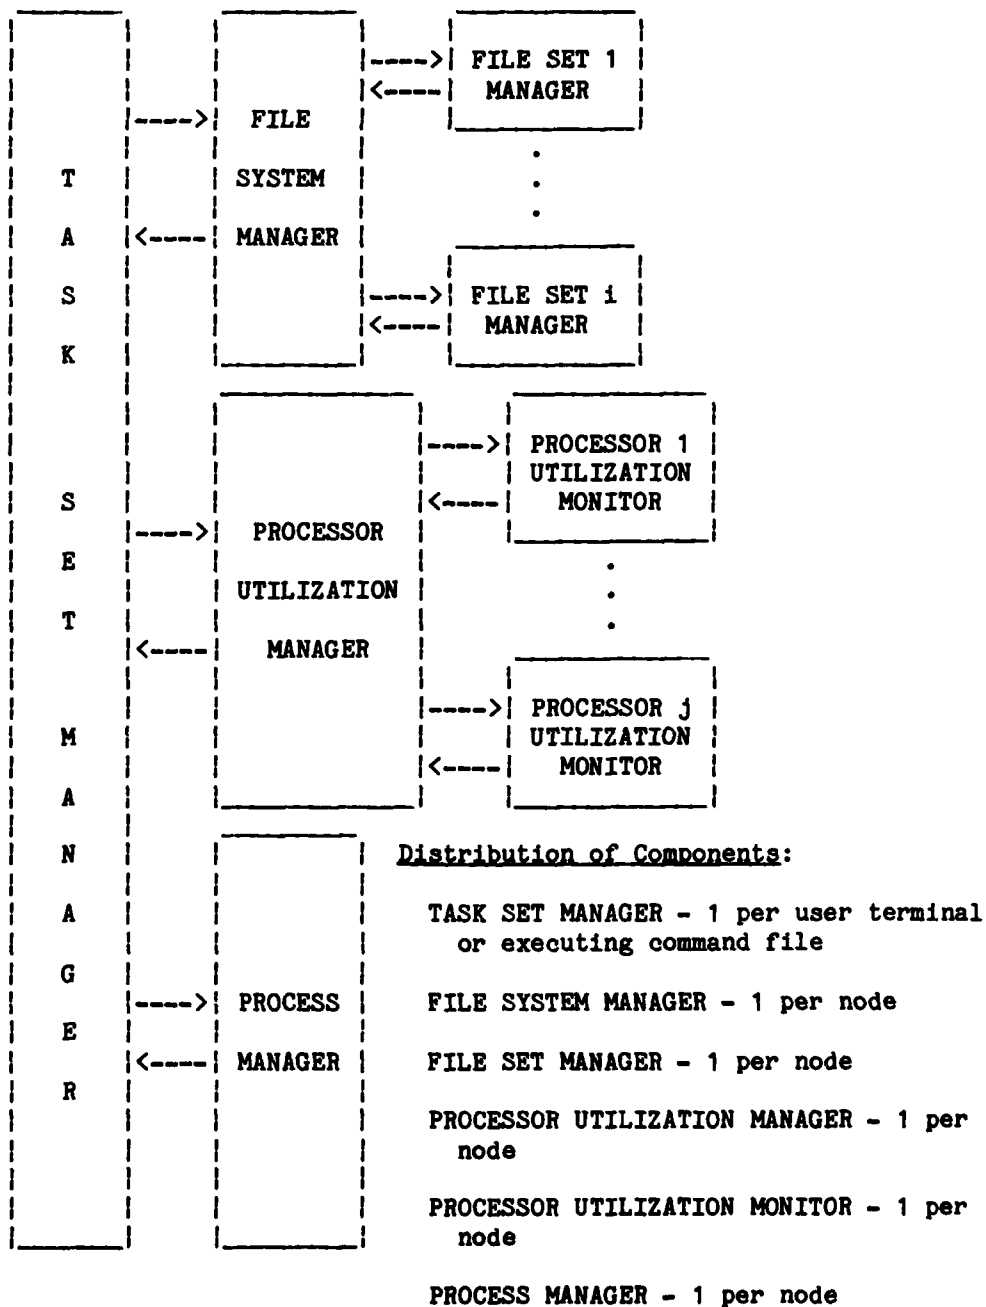 TASK SET MANAGER
FILE
SYSTEM
MANAGER
FILE SET 1
MANAGER
FILE SET i
MANAGER
PROCESSOR
UTILIZATION
MANAGER
PROCESSOR 1
UTILIZATION
MONITOR
PROCESSOR j
UTILIZATION
MONITOR
PROCESS
MANAGER
Distribution of Components:
TASK SET MANAGER - 1 per user terminal
or executing command file
FILE SYSTEM MANAGER - 1 per node
FILE SET MANAGER - 1 per node
PROCESSOR UTILIZATION MANAGER - 1 per
node
PROCESSOR UTILIZATION MONITOR - 1 per
node
PROCESS MANAGER - 1 per node